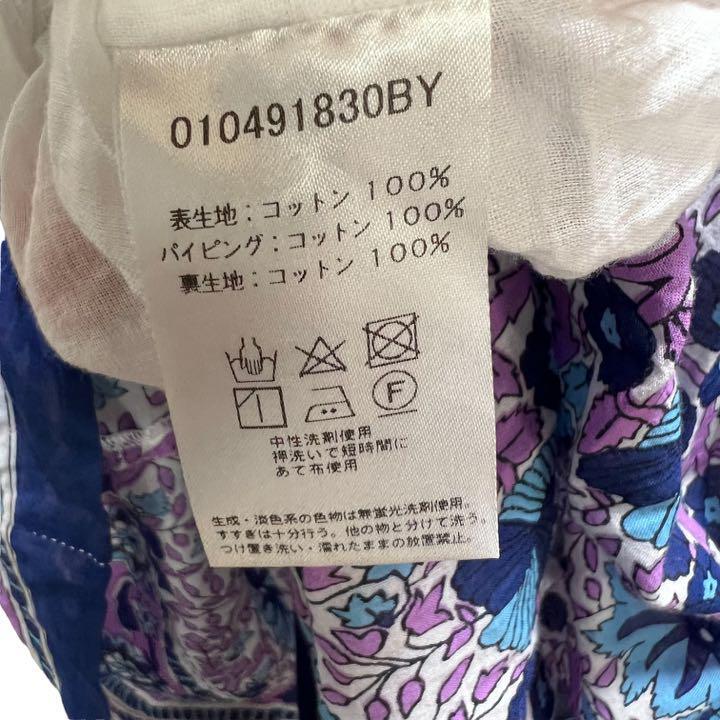 010491830BY
表生地：コットン 100%
パイピング：コットン 100%
裏生地：コットン 100%
F
中性洗剤使用
押洗いで短時間に
あて布使用
生成・淡色系の色物は無蛍光洗剤使用。
すすぎは十分行う。他の物と分けて洗う。
つけ置き洗い・濡れたままの放置禁止。